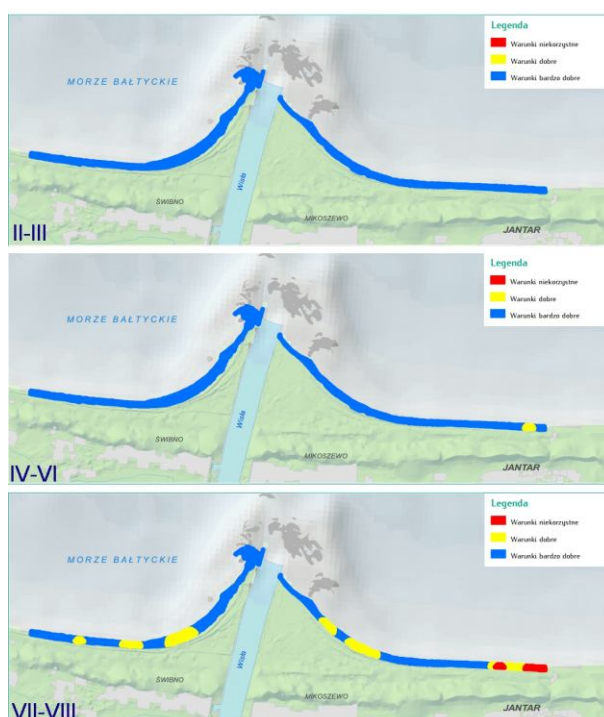 Legenda
Warunki niekorzystne
Warunki dobre
Warunki bardzo dobre
MORZE BAŁTYCKIE
Wisła
ŚWIBNO
MIKOSZEWO
JANTAR
II-III
Legenda
Warunki niekorzystne
Warunki dobre
Warunki bardzo dobre
MORZE BAŁTYCKIE
Wisła
ŚWIBNO
MIKOSZEWO
JANTAR
IV-VI
Legenda
Warunki niekorzystne
Warunki dobre
Warunki bardzo dobre
MORZE BAŁTYCKIE
Wisła
ŚWIBNO
MIKOSZEWO
JANTAR
VII-VIII